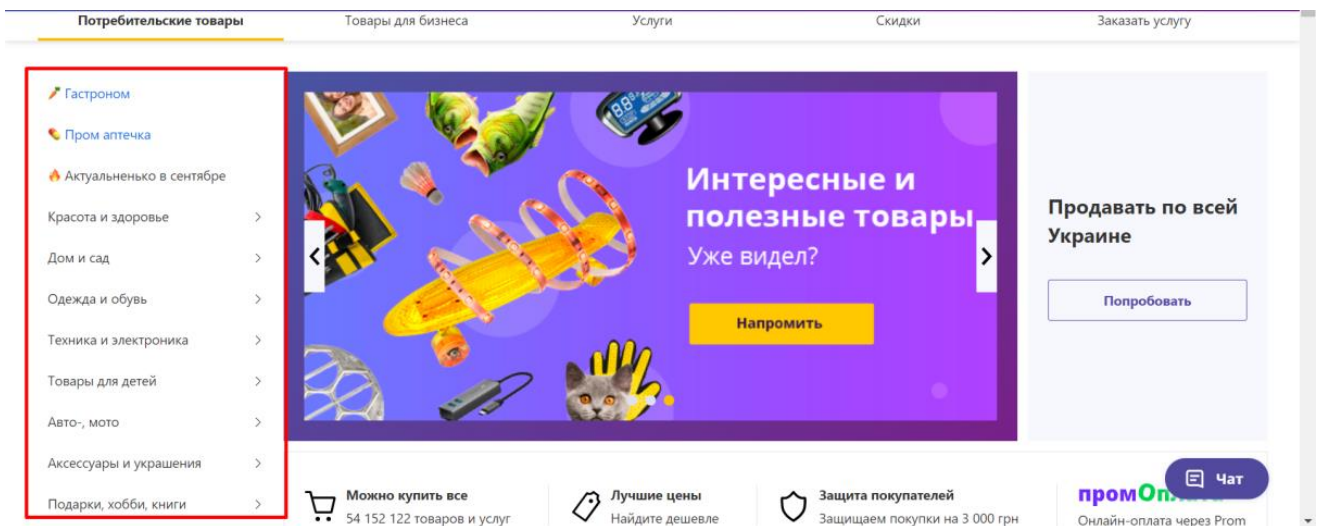 Потребительские товары
Товары для бизнеса
Услуги
Скидки
Заказать услугу
Гастроном
Пром аптечка
Актуальненько в сентябре
Красота и здоровье
Дом и сад
Одежда и обувь
Техника и электроника
Товары для детей
Авто-, мото
Аксессуары и украшения
Подарки, хобби, книги
Интересные и
полезные товары
Уже видел?
Напромить
Продавать по всей
Украине
Попробовать
Можно купить все
54 152 122 товаров и услуг
Лучшие цены
Найдите дешевле
Защита покупателей
Защищаем покупки на 3 000 грн
Онлайн-оплата через Prom
Чат